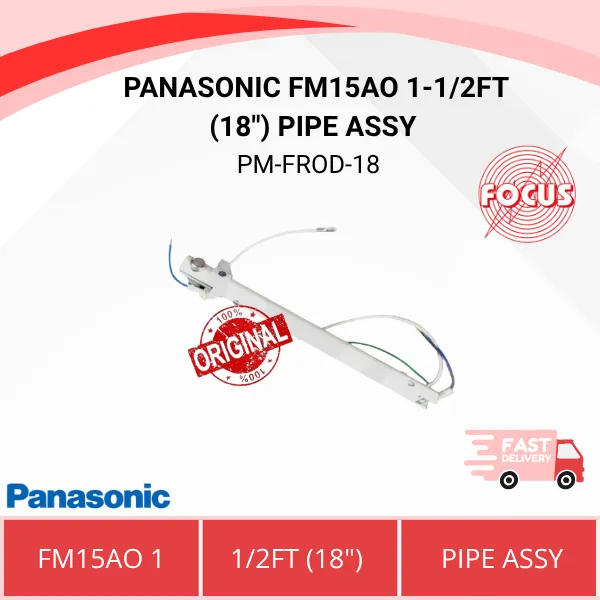 PANASONIC FM15AO 1-1/2FT
(18") PIPE ASSY
PM-FROD-18
FOCUS
100%
ORIGINAL
100%
FAST
DELIVERY
Panasonic
FM15AO 1
1/2FT (18")
PIPE ASSY